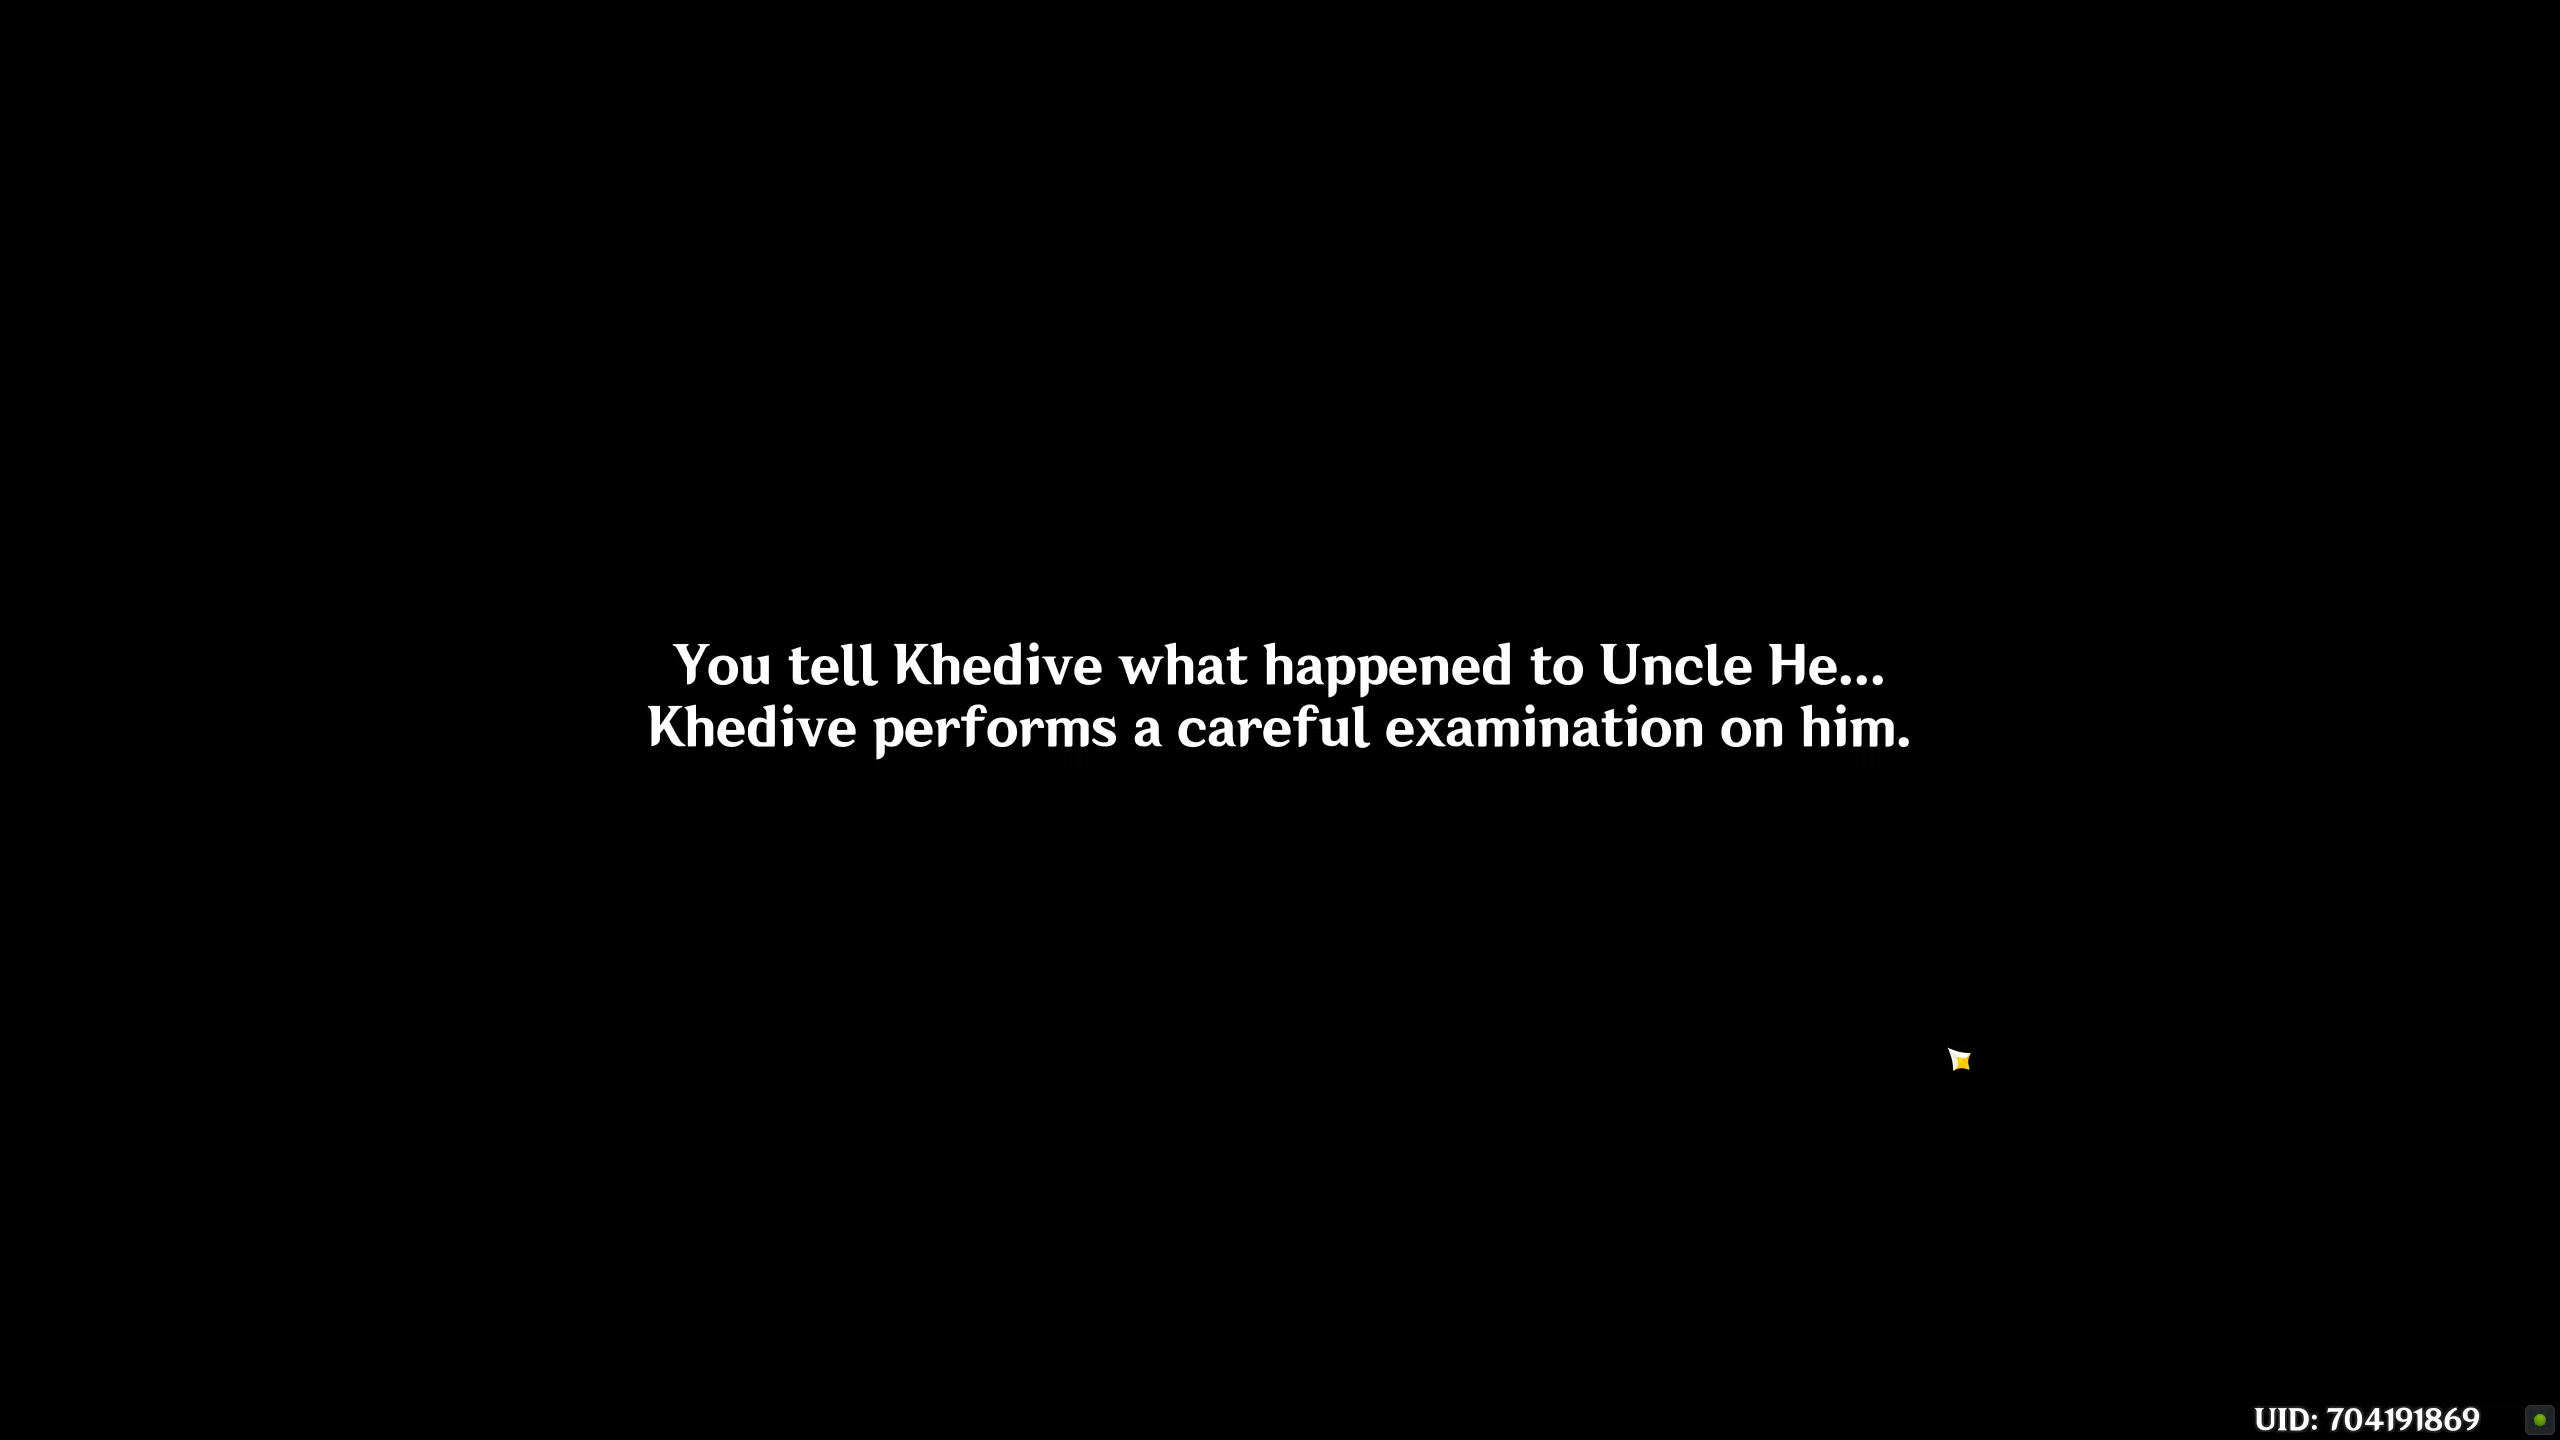 You tell Khedive what happened to Uncle He...
Khedive performs a careful examination on him.
UID: 704191869